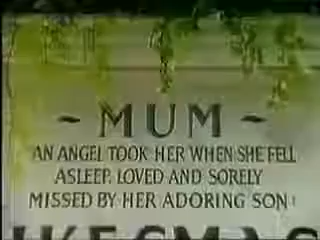 ~ MUM ~
AN ANGEL TOOK HER WHEN SHE FELL
ASLEEP. LOVED AND SORELY
MISSED BY HER ADORING SON